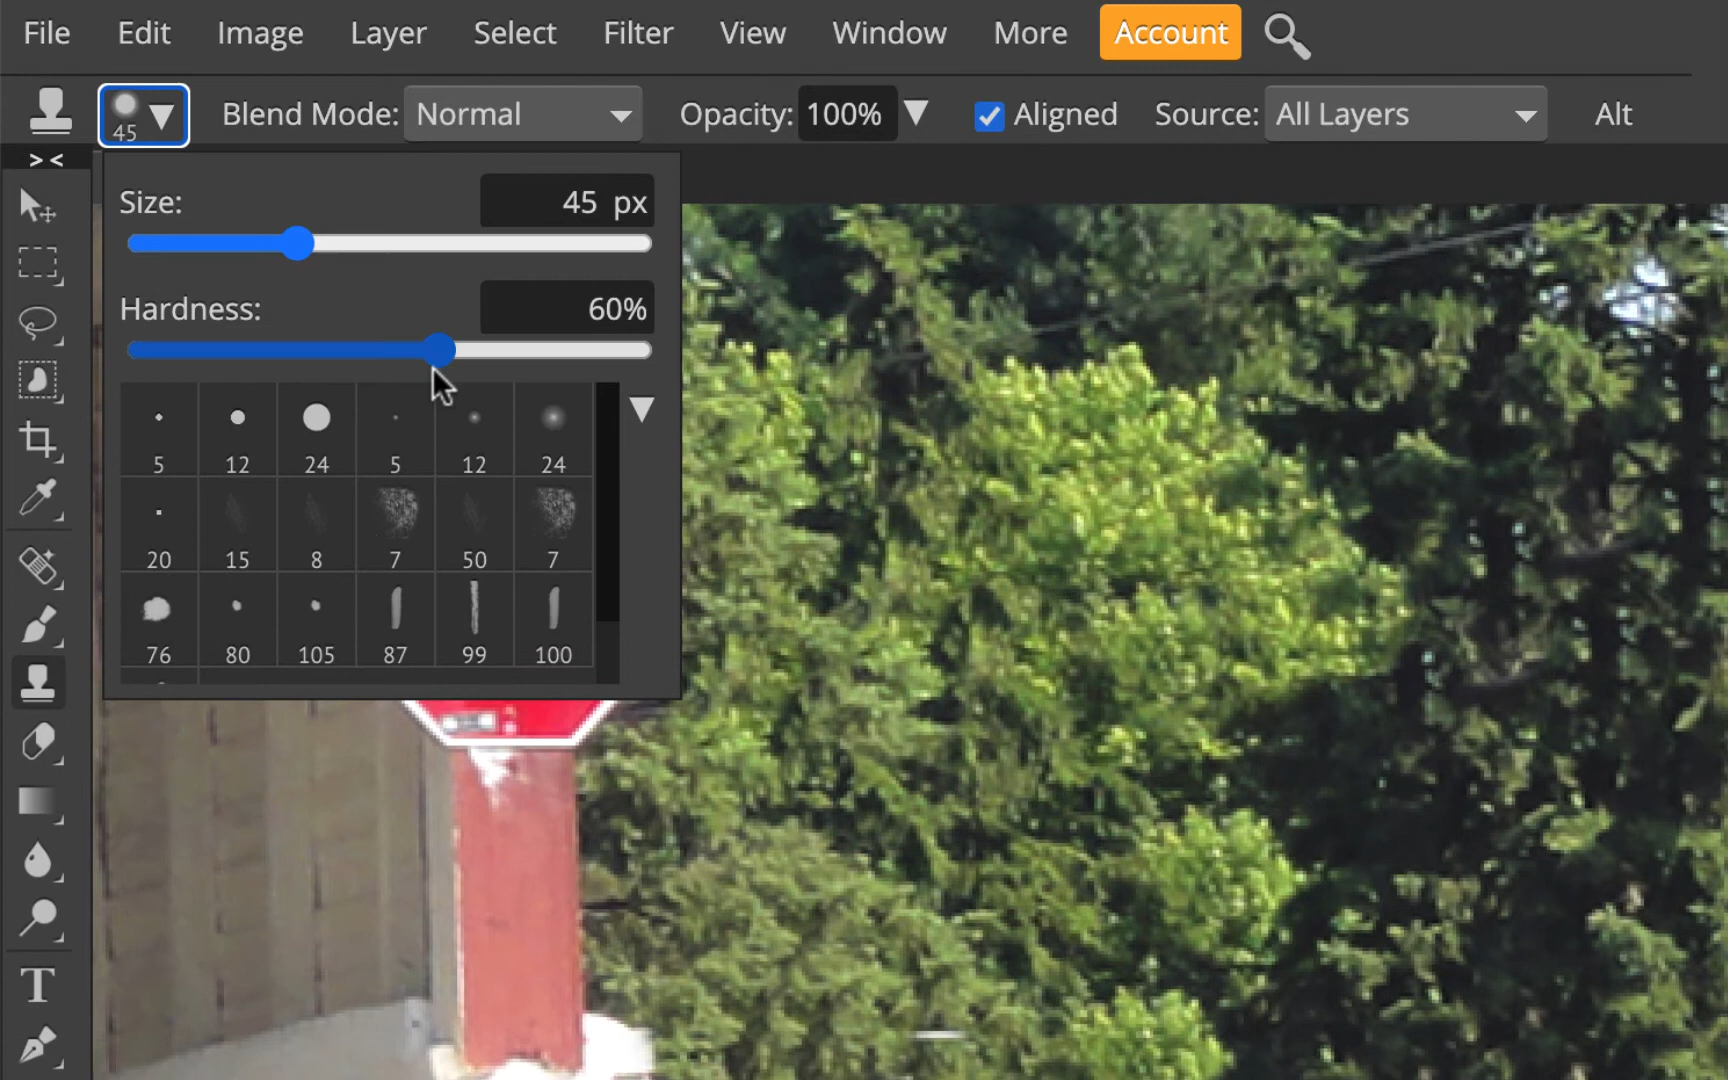 File Edit Image Layer Select Filter View Window More Account
45 Blend Mode: Normal Opacity: 100% Aligned Source: All Layers Alt
> <
Size: 45 px
Hardness: 60%
5 12 24 5 12 24
20 15 8 7 50 7
76 80 105 87 99 100
T